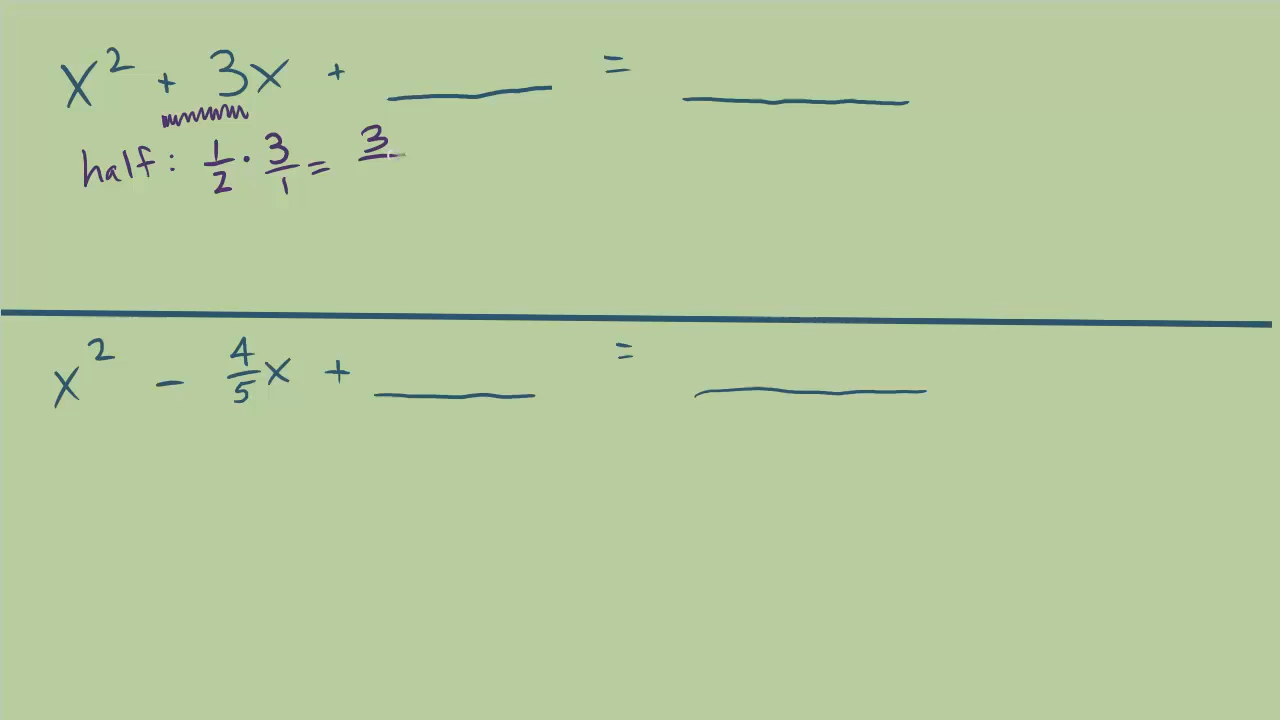 x² + 3x + ____ = ____
half: 1/2 · 3/1 = 3/
x² - 4/5x + ____ = ____